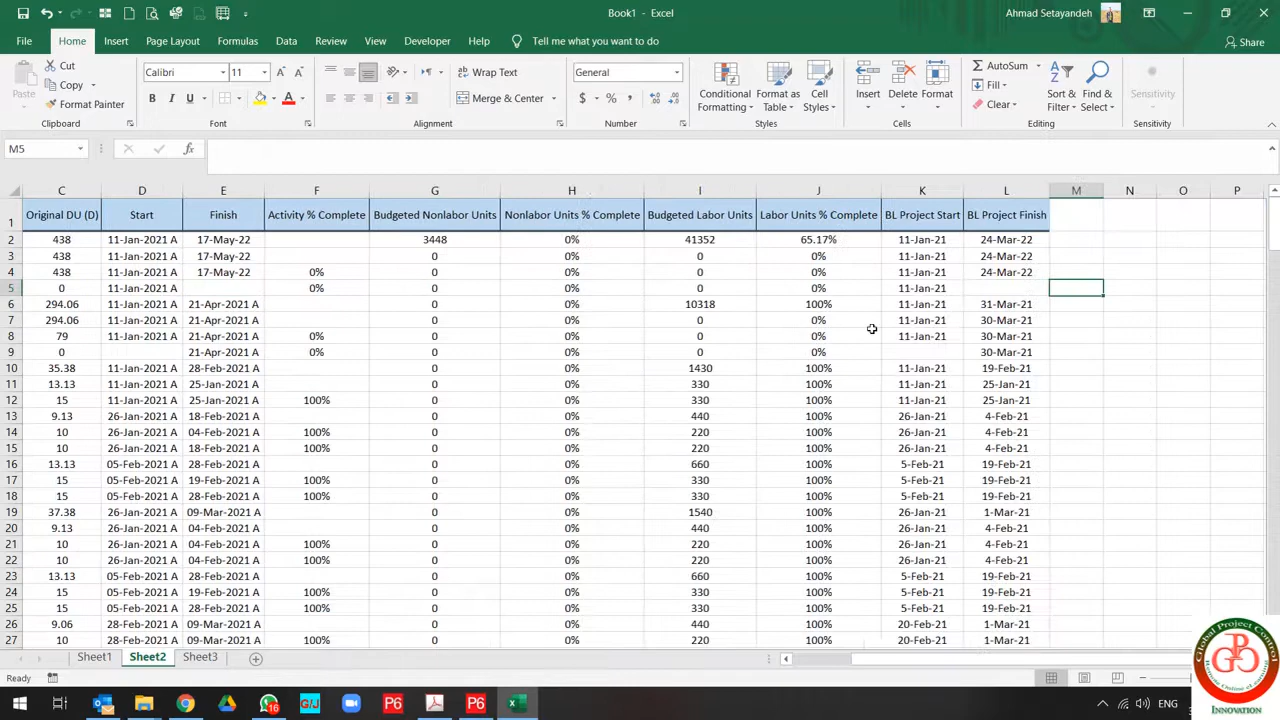 Book1 - Excel
Ahmad Setayandeh
File Home Insert Page Layout Formulas Data Review View Developer Help Tell me what you want to do Share
Cut
Copy
Format Painter
Paste
Clipboard
Calibri 11
B I U
Font
Wrap Text
Merge & Center
Alignment
General
$ % ,
Number
Conditional Formatting
Format as Table
Cell Styles
Styles
Insert Delete Format
Cells
AutoSum
Fill
Clear
Sort & Filter
Find & Select
Editing
Sensitivity
Sensitivity
M5 fx
C D E F G H I J K L M N O P
1 Original DU (D) Start Finish Activity % Complete Budgeted Nonlabor Units Nonlabor Units % Complete Budgeted Labor Units Labor Units % Complete BL Project Start BL Project Finish
2 438 11-Jan-2021 A 17-May-22 3448 0% 41352 65.17% 11-Jan-21 24-Mar-22
3 438 11-Jan-2021 A 17-May-22 0 0% 0 0% 11-Jan-21 24-Mar-22
4 438 11-Jan-2021 A 17-May-22 0% 0 0% 0 0% 11-Jan-21 24-Mar-22
5 0 11-Jan-2021 A 0% 0 0% 0 0% 11-Jan-21
6 294.06 11-Jan-2021 A 21-Apr-2021 A 0 0% 10318 100% 11-Jan-21 31-Mar-21
7 294.06 11-Jan-2021 A 21-Apr-2021 A 0 0% 0 0% 11-Jan-21 30-Mar-21
8 79 11-Jan-2021 A 21-Apr-2021 A 0% 0 0% 0 0% 11-Jan-21 30-Mar-21
9 0 21-Apr-2021 A 0% 0 0% 0 0% 30-Mar-21
10 35.38 11-Jan-2021 A 28-Feb-2021 A 0 0% 1430 100% 11-Jan-21 19-Feb-21
11 13.13 11-Jan-2021 A 25-Jan-2021 A 0 0% 330 100% 11-Jan-21 25-Jan-21
12 15 11-Jan-2021 A 25-Jan-2021 A 100% 0 0% 330 100% 11-Jan-21 25-Jan-21
13 9.13 26-Jan-2021 A 18-Feb-2021 A 0 0% 440 100% 26-Jan-21 4-Feb-21
14 10 26-Jan-2021 A 04-Feb-2021 A 100% 0 0% 220 100% 26-Jan-21 4-Feb-21
15 10 26-Jan-2021 A 18-Feb-2021 A 100% 0 0% 220 100% 26-Jan-21 4-Feb-21
16 13.13 05-Feb-2021 A 28-Feb-2021 A 0 0% 660 100% 5-Feb-21 19-Feb-21
17 15 05-Feb-2021 A 19-Feb-2021 A 100% 0 0% 330 100% 5-Feb-21 19-Feb-21
18 15 05-Feb-2021 A 28-Feb-2021 A 100% 0 0% 330 100% 5-Feb-21 19-Feb-21
19 37.38 26-Jan-2021 A 09-Mar-2021 A 0 0% 1540 100% 26-Jan-21 1-Mar-21
20 9.13 26-Jan-2021 A 04-Feb-2021 A 0 0% 440 100% 26-Jan-21 4-Feb-21
21 10 26-Jan-2021 A 04-Feb-2021 A 100% 0 0% 220 100% 26-Jan-21 4-Feb-21
22 10 26-Jan-2021 A 04-Feb-2021 A 100% 0 0% 220 100% 26-Jan-21 4-Feb-21
23 13.13 05-Feb-2021 A 28-Feb-2021 A 0 0% 660 100% 5-Feb-21 19-Feb-21
24 15 05-Feb-2021 A 19-Feb-2021 A 100% 0 0% 330 100% 5-Feb-21 19-Feb-21
25 15 05-Feb-2021 A 28-Feb-2021 A 100% 0 0% 330 100% 5-Feb-21 19-Feb-21
26 9.06 28-Feb-2021 A 09-Mar-2021 A 0 0% 440 100% 20-Feb-21 1-Mar-21
27 10 28-Feb-2021 A 09-Mar-2021 A 100% 0 0% 220 100% 20-Feb-21 1-Mar-21
Sheet1 Sheet2 Sheet3
Ready
P6 P6 16 G/J ENG
Global Project Control
Remote Online eLearning
GPC
INNOVATION